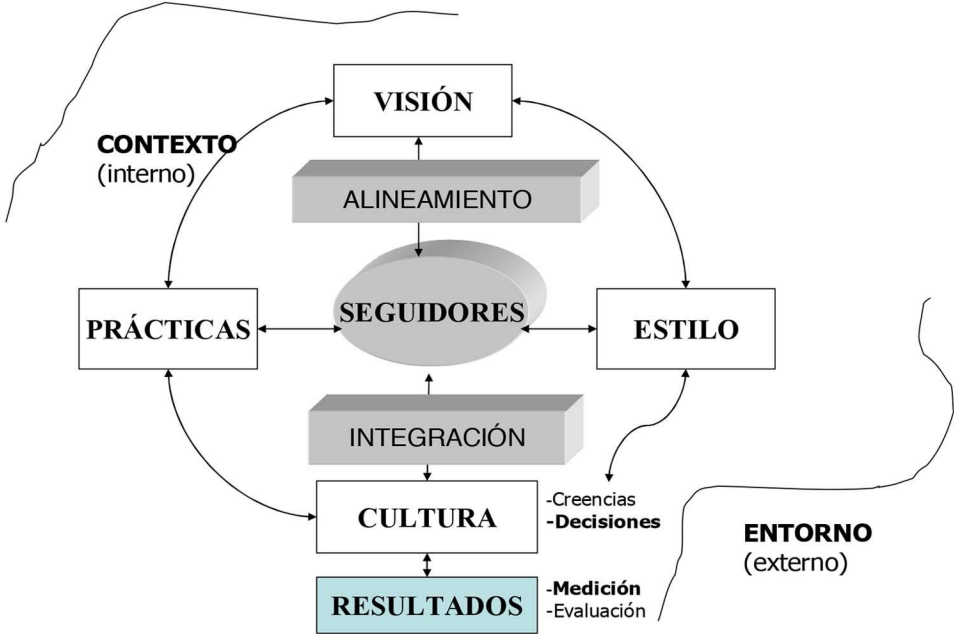 VISIÓN
CONTEXTO
(interno)
ALINEAMIENTO
PRÁCTICAS
SEGUIDORES
ESTILO
INTEGRACIÓN
CULTURA
-Creencias
-Decisiones
ENTORNO
(externo)
RESULTADOS
-Medición
-Evaluación